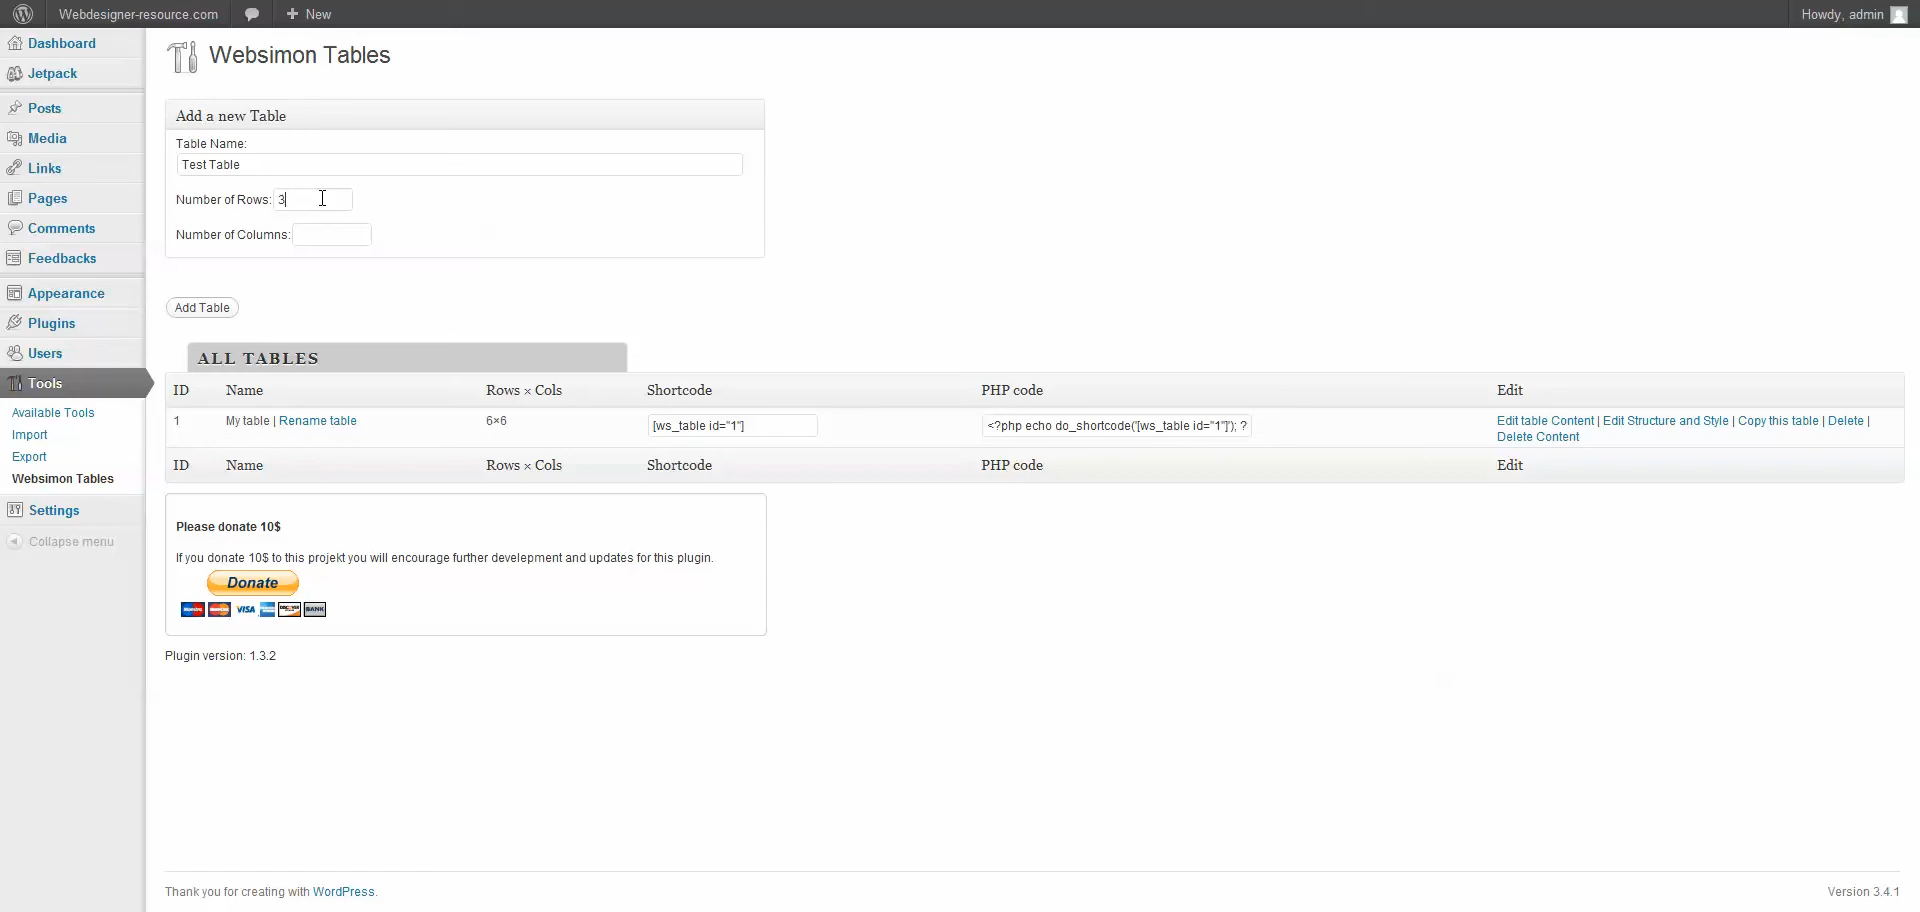 Webdesigner-resource.com + New Howdy, admin
Websimon Tables
Dashboard
Jetpack
Posts
Media
Links
Pages
Comments
Feedbacks
Appearance
Plugins
Users
Tools
Available Tools
Import
Export
Websimon Tables
Settings
Collapse menu
Add a new Table
Table Name:
Test Table
Number of Rows: 3
Number of Columns:
Add Table
ALL TABLES
ID Name Rows × Cols Shortcode PHP code Edit
1 My table | Rename table 6×6 [ws_table id="1"] <?php echo do_shortcode('[ws_table id="1"]'); ? Edit table Content | Edit Structure and Style | Copy this table | Delete |
Delete Content
ID Name Rows × Cols Shortcode PHP code Edit
Please donate 10$
If you donate 10$ to this projekt you will encourage further develepment and updates for this plugin.
Donate
Maestro MasterCard VISA DISCOVER BANK
Plugin version: 1.3.2
Thank you for creating with WordPress. Version 3.4.1